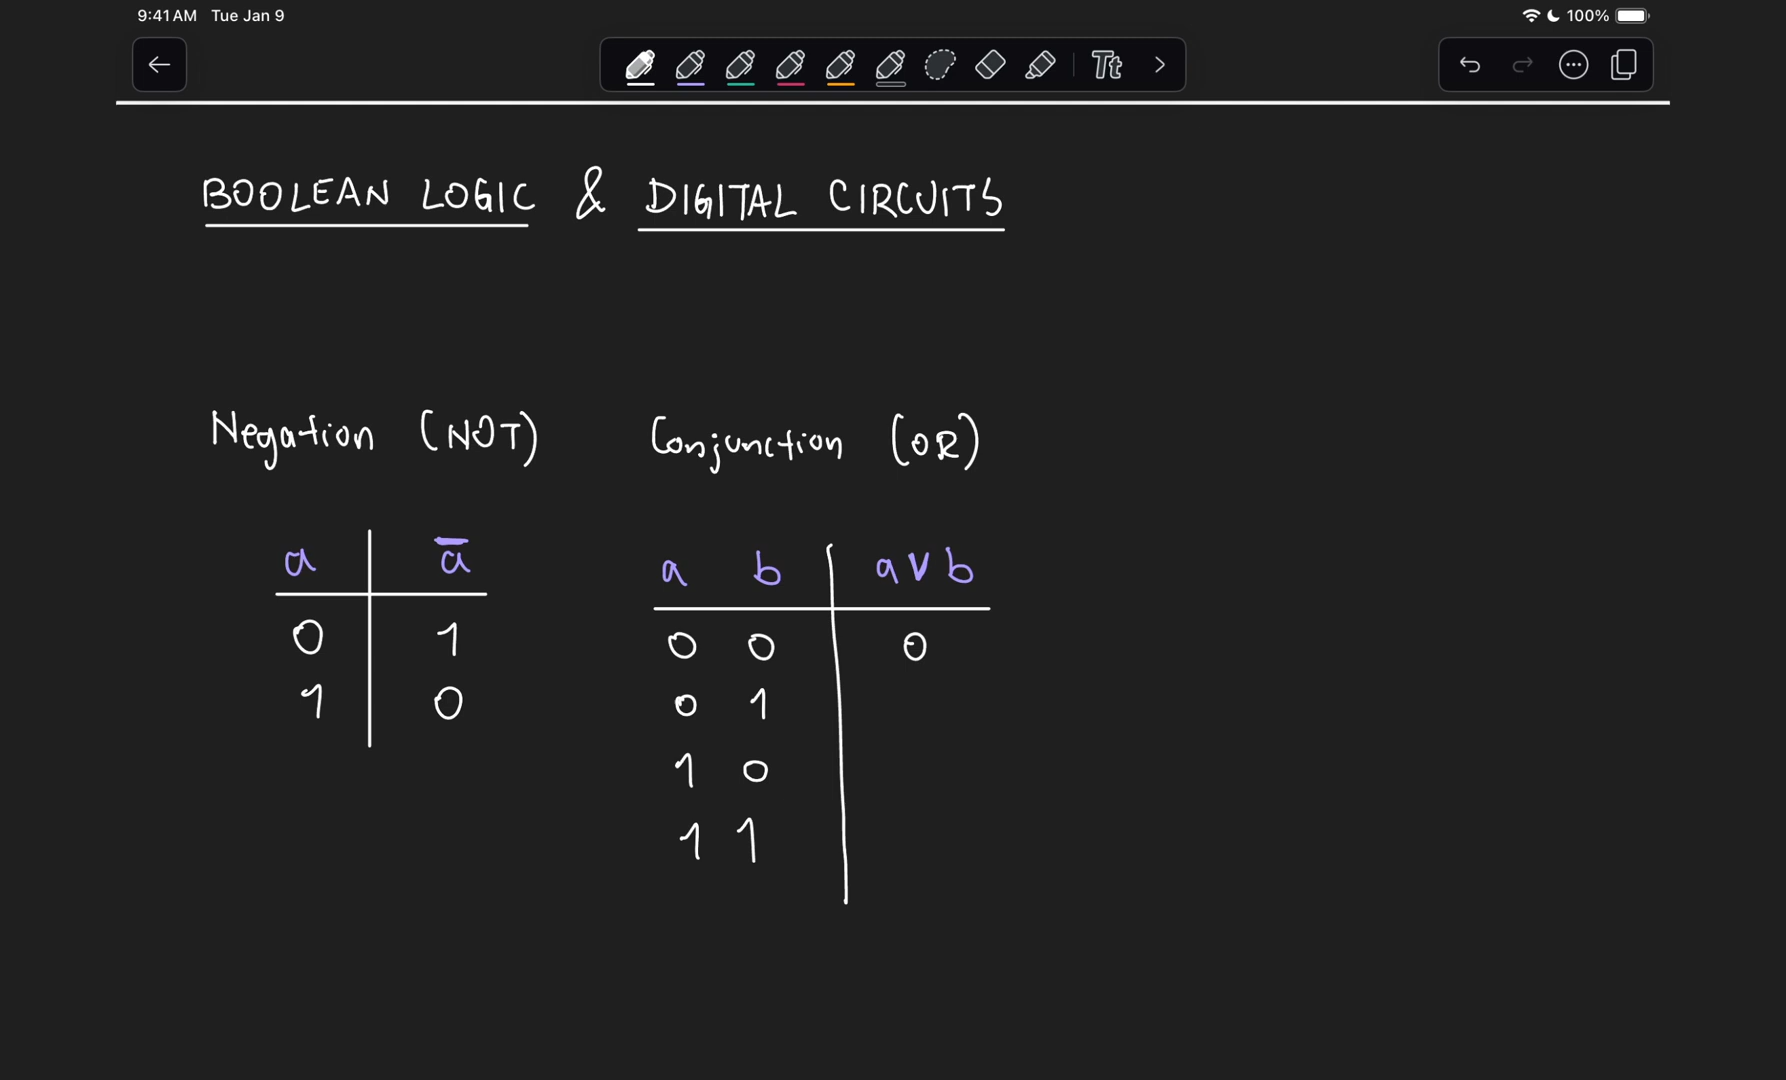 9:41 AM Tue Jan 9 100%
Tt
BOOLEAN LOGIC & DIGITAL CIRCUITS
Negation (NOT) Conjunction (OR)
a a̅ a b a ∨ b
0 1 0 0 0
1 0 0 1
1 0
1 1